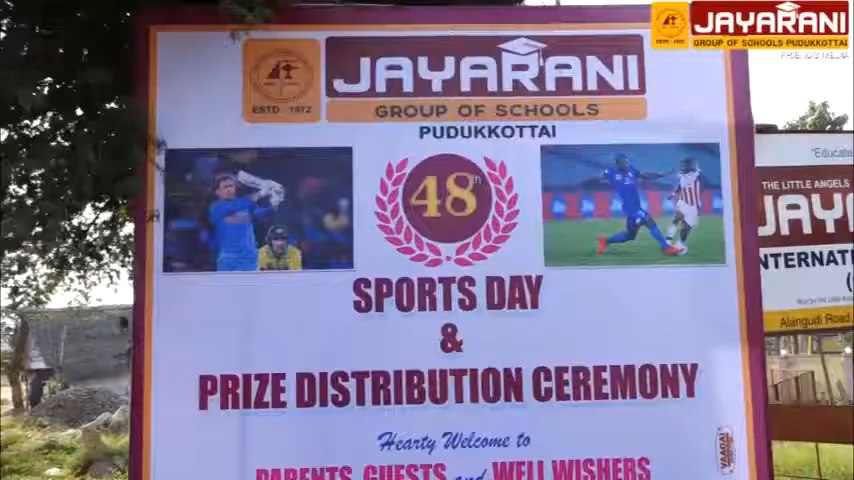 JAYARANI
GROUP OF SCHOOLS PUDUKKOTTAI
ESTD - 1972
JAYARANI
GROUP OF SCHOOLS
PUDUKKOTTAI
48th
SPORTS DAY
&
PRIZE DISTRIBUTION CEREMONY
Hearty Welcome to
PARENTS, GUESTS and WELL WISHERS
"Educate
THE LITTLE ANGELS
JAYA
INTERNATI
Alangudi Road,
VAAGAI